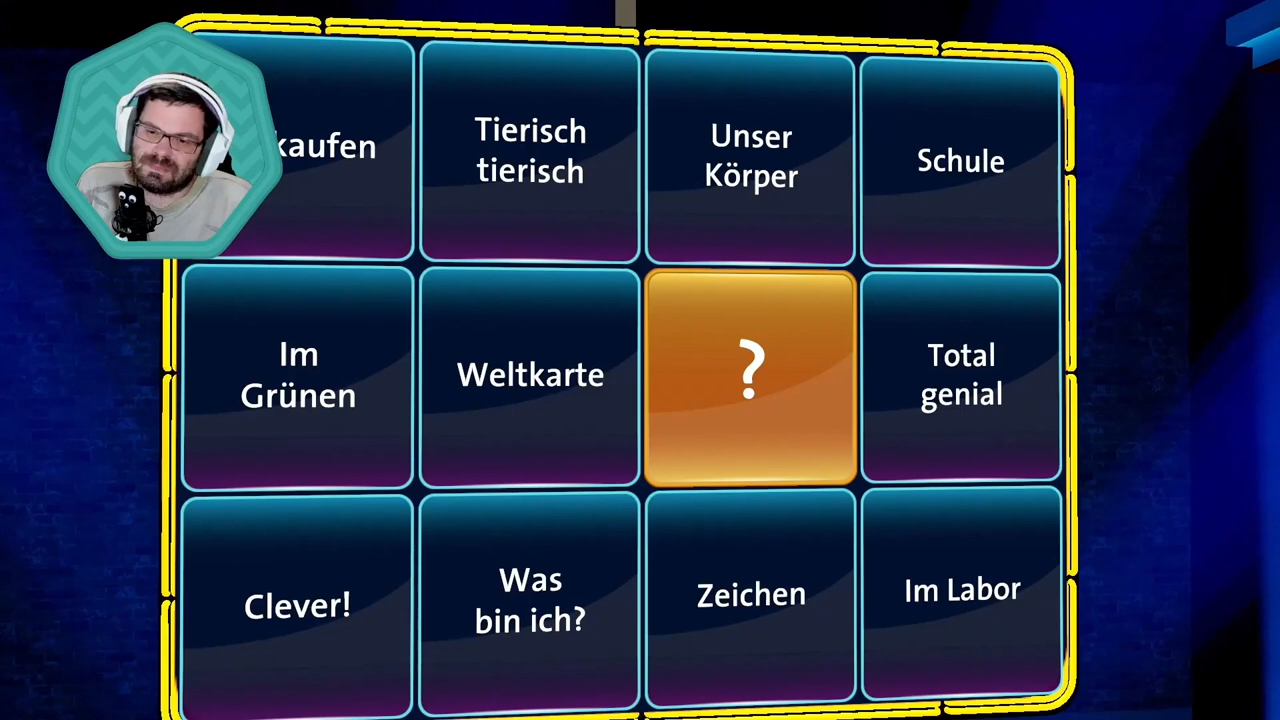 kaufen
Tierisch
tierisch
Unser
Körper
Schule
Im
Grünen
Weltkarte
?
Total
genial
Clever!
Was
bin ich?
Zeichen
Im Labor